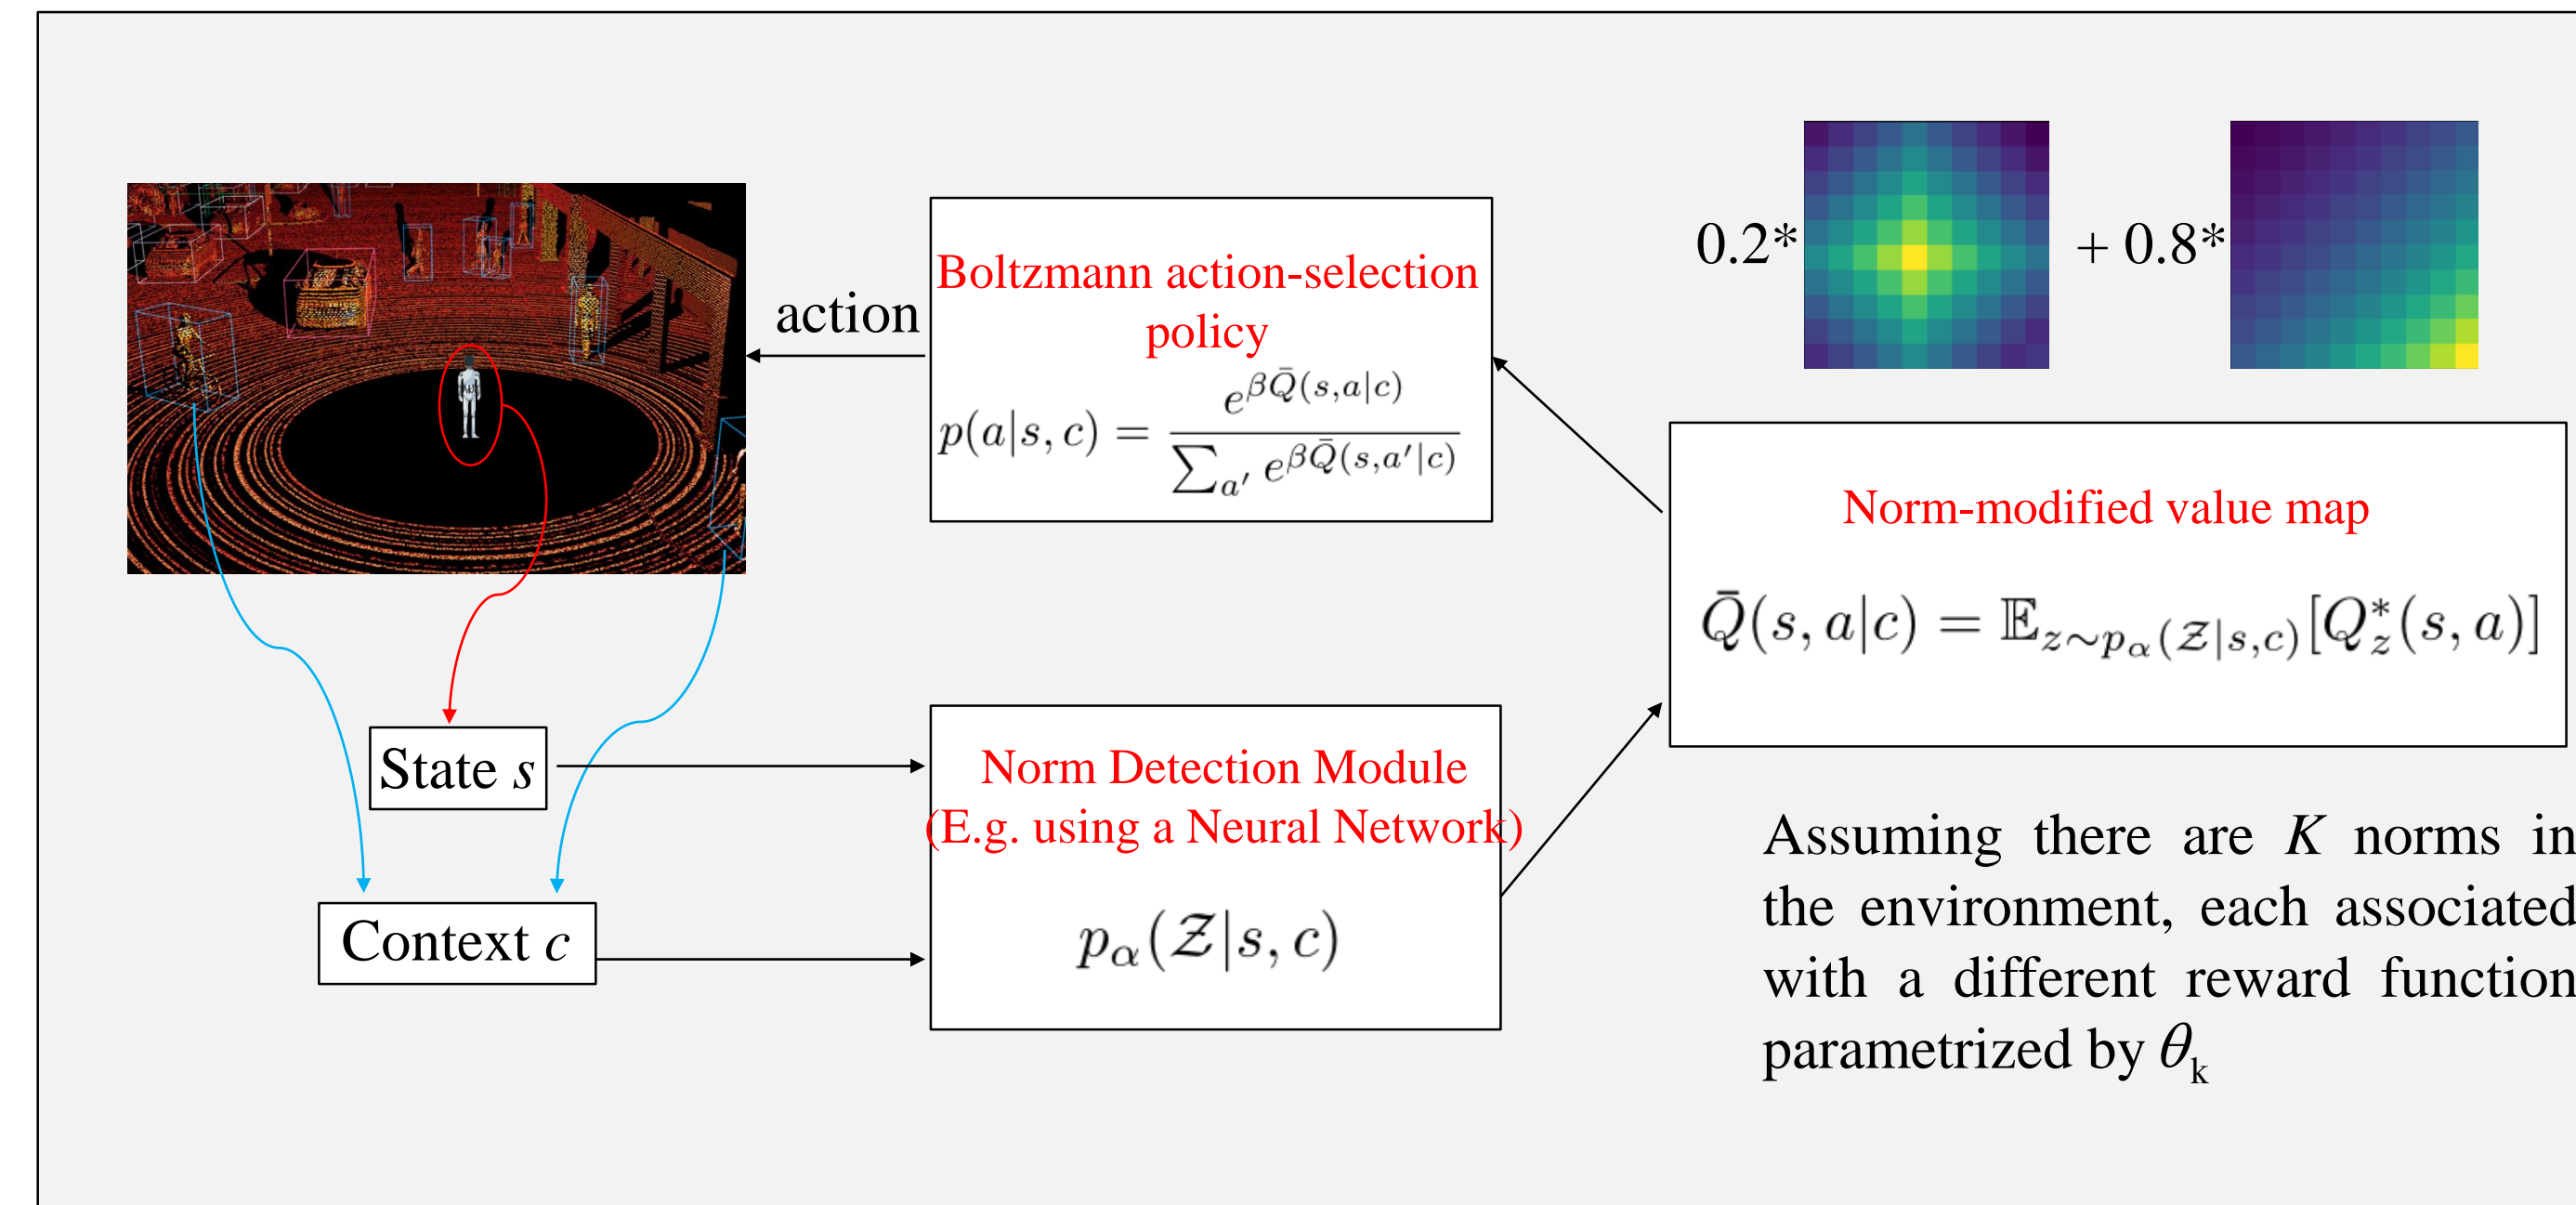 0.2*
+ 0.8*
action
Boltzmann action-selection
policy
p(a|s, c) = e^{βQ̄(s,a|c)} / ∑_{a′} e^{βQ̄(s,a′|c)}
Norm-modified value map
Q̄(s, a|c) = 𝔼_{z∼p_α(𝒵|s,c)}[Q*_z(s, a)]
State s
Context c
Norm Detection Module
(E.g. using a Neural Network)
p_α(𝒵|s, c)
Assuming there are K norms in
the environment, each associated
with a different reward function
parametrized by θ_k